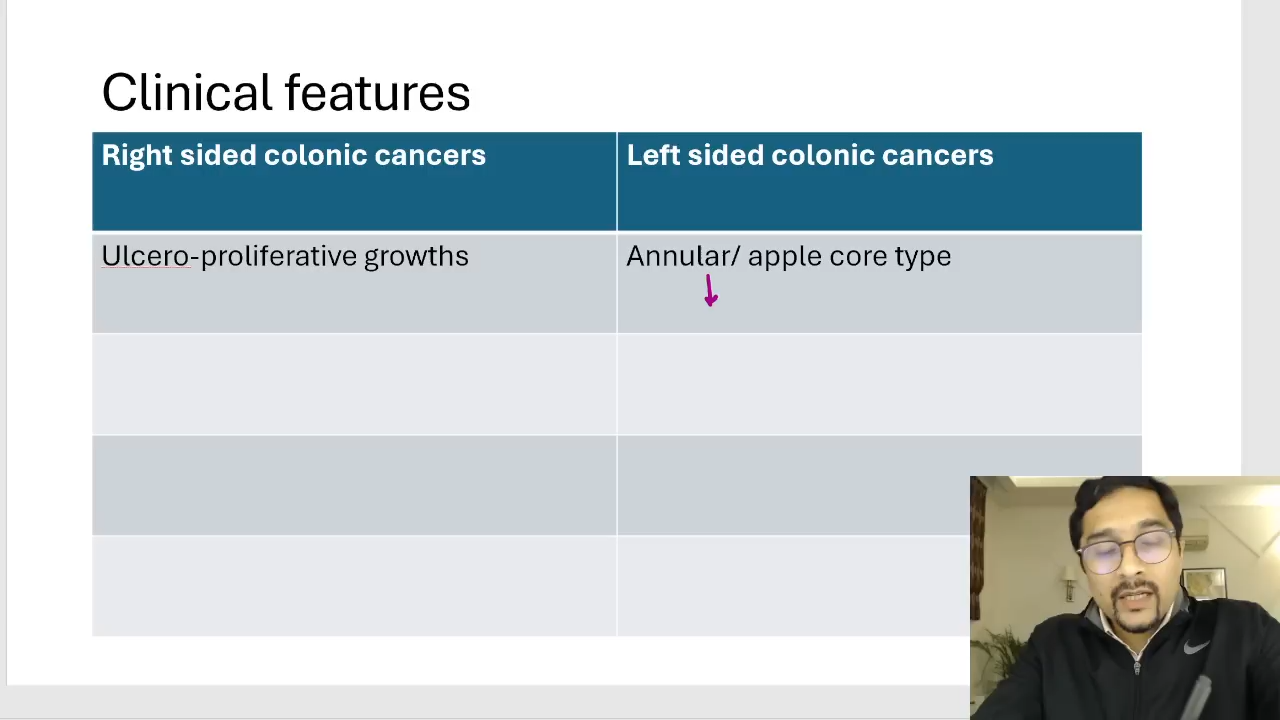 Clinical features
Right sided colonic cancers
Left sided colonic cancers
Ulcero-proliferative growths
Annular/ apple core type